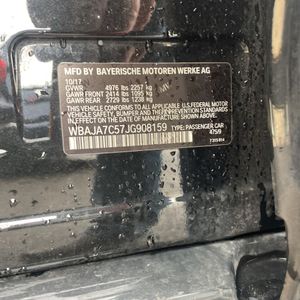 MFD BY BAYERISCHE MOTOREN WERKE AG
10/17
GVWR 4976 lbs 2257 kg
GAWR FRONT 2414 lbs 1095 kg
GAWR REAR 2729 lbs 1238 kg
THIS VEHICLE CONFORMS TO ALL APPLICABLE U.S. FEDERAL MOTOR
VEHICLE SAFETY, BUMPER, AND THEFT PREVENTION STANDARDS
IN EFFECT ON THE DATE OF MANUFACTURE SHOWN ABOVE
WBAJA7C57JG908159 TYPE: PASSENGER CAR
475/9